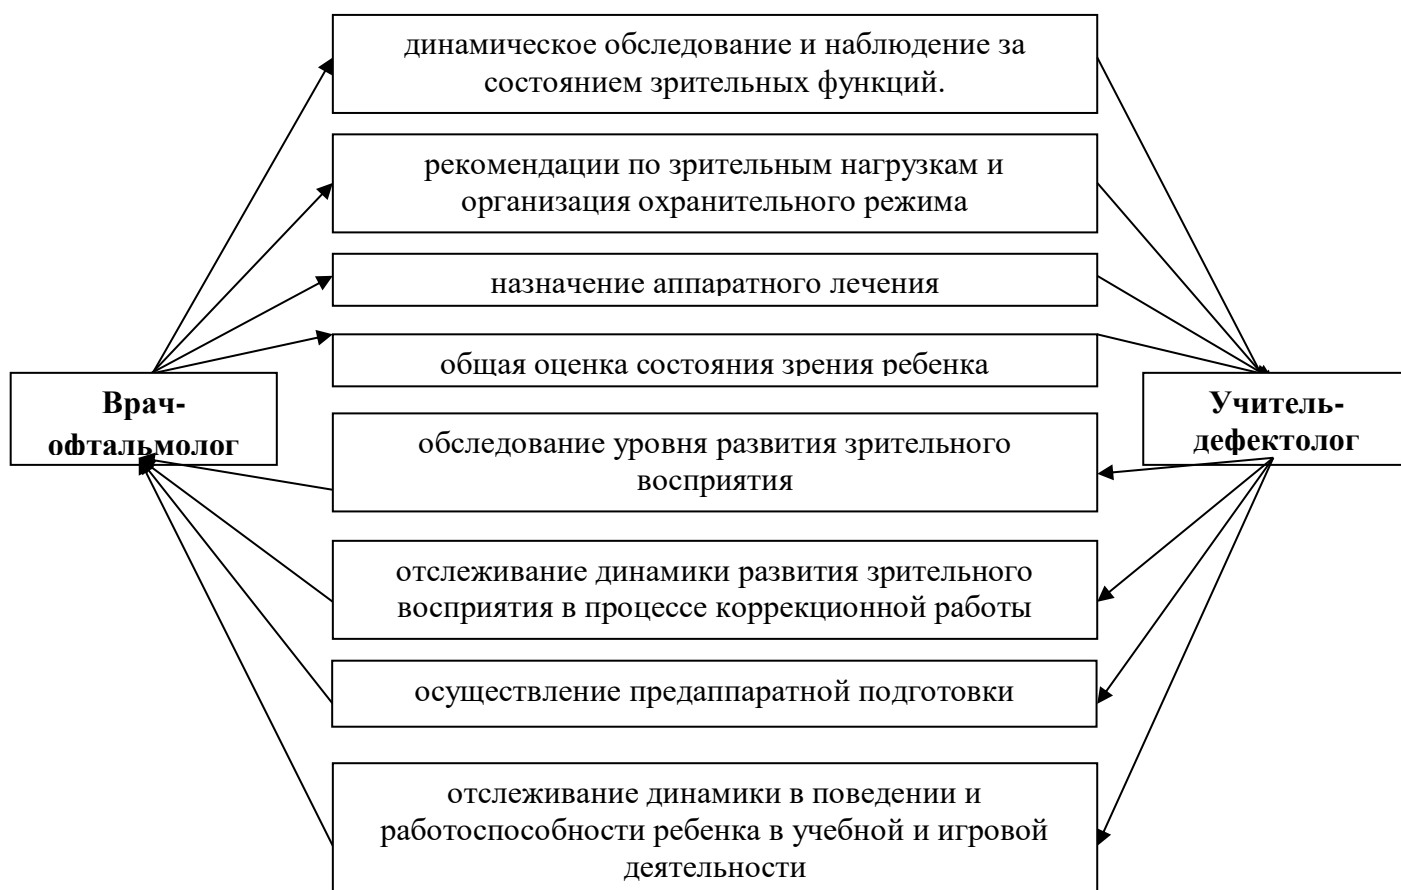 динамическое обследование и наблюдение за
состоянием зрительных функций.
рекомендации по зрительным нагрузкам и
организация охранительного режима
назначение аппаратного лечения
общая оценка состояния зрения ребенка
Врач-
офтальмолог
Учитель-
дефектолог
обследование уровня развития зрительного
восприятия
отслеживание динамики развития зрительного
восприятия в процессе коррекционной работы
осуществление предаппаратной подготовки
отслеживание динамики в поведении и
работоспособности ребенка в учебной и игровой
деятельности